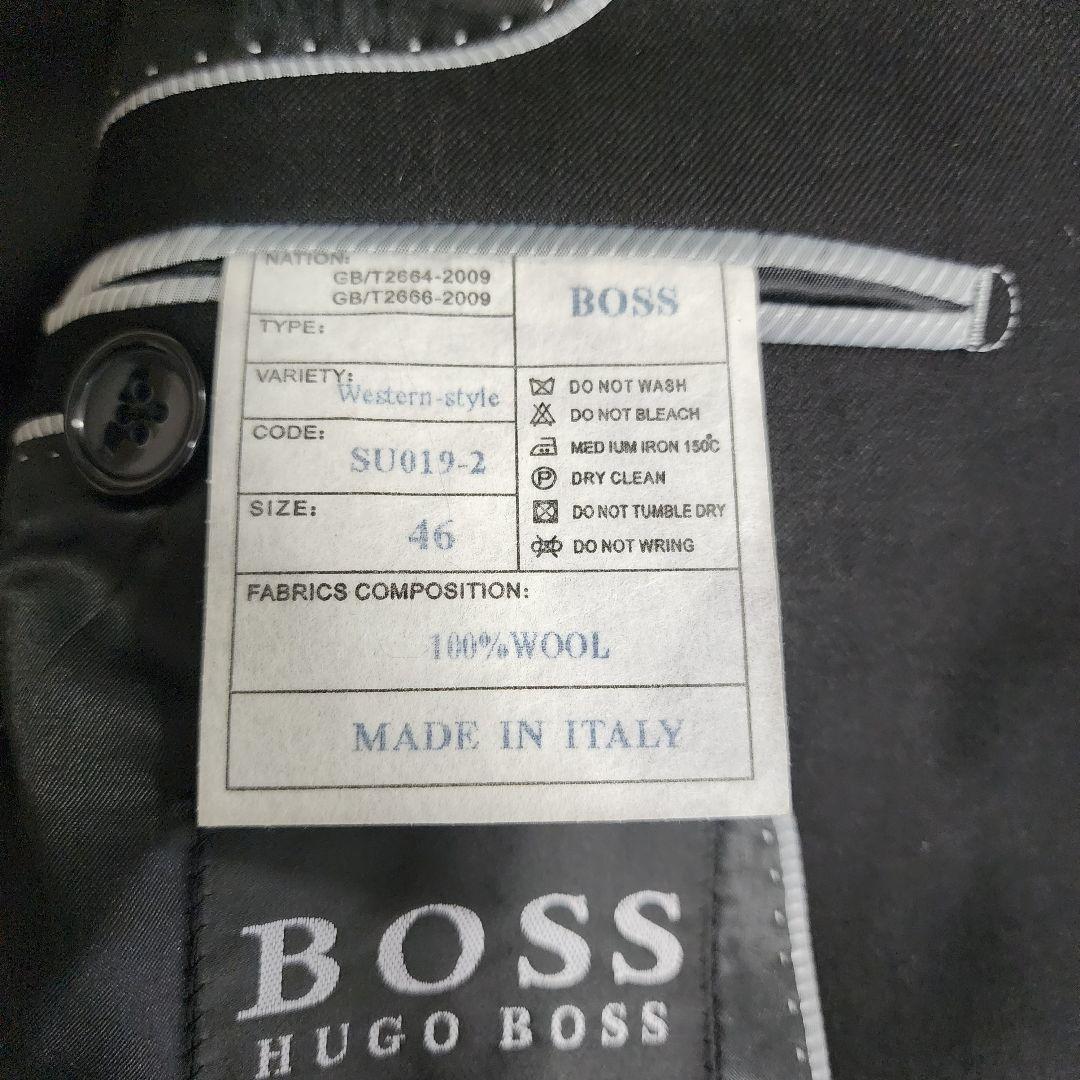 NATION:
GB/T2664-2009
GB/T2666-2009
BOSS
TYPE:
VARIETY:
Western-style
CODE:
SU019-2
SIZE:
46
DO NOT WASH
DO NOT BLEACH
MEDIUM IRON 150°C
P DRY CLEAN
DO NOT TUMBLE DRY
DO NOT WRING
FABRICS COMPOSITION:
100%WOOL
MADE IN ITALY
BOSS
HUGO BOSS